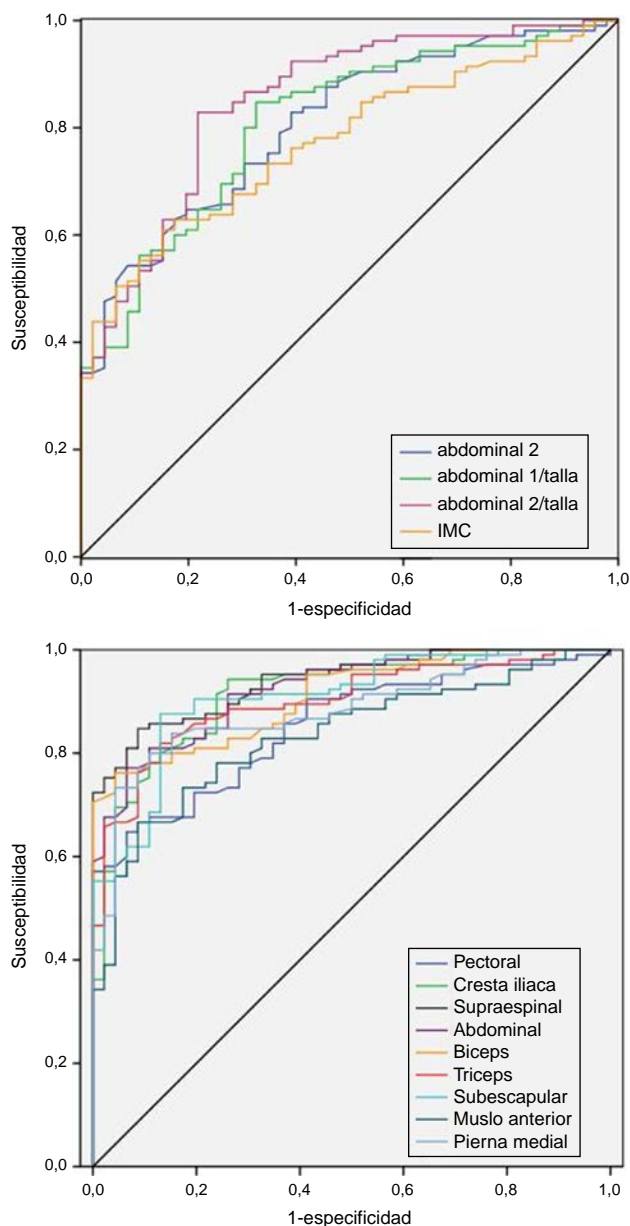 1,0
0,8
0,6
0,4
0,2
0,0
Susceptibilidad
abdominal 2
abdominal 1/talla
abdominal 2/talla
IMC
0,0 0,2 0,4 0,6 0,8 1,0
1-especificidad
1,0
0,8
0,6
0,4
0,2
0,0
Susceptibilidad
Pectoral
Cresta iliaca
Supraespinal
Abdominal
Biceps
Triceps
Subescapular
Muslo anterior
Pierna medial
0,0 0,2 0,4 0,6 0,8 1,0
1-especificidad